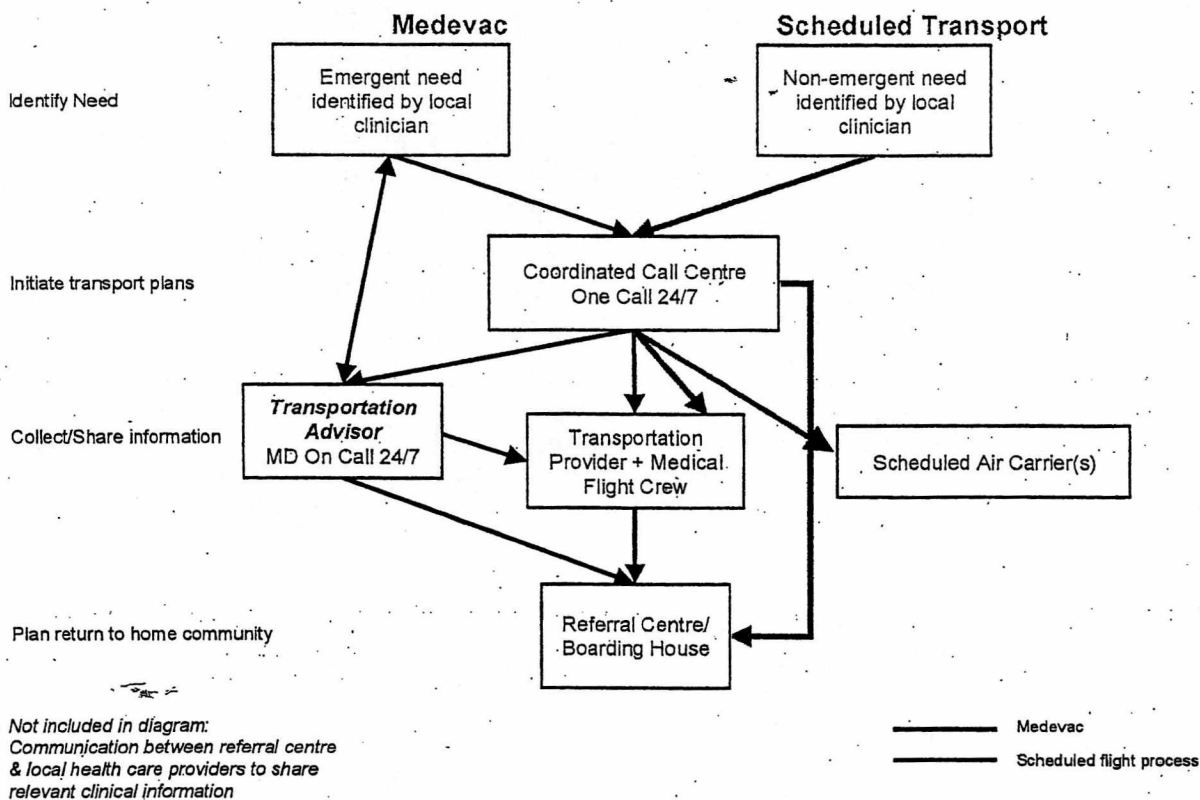 Medevac
Scheduled Transport
Identify Need
Emergent need
identified by local
clinician
Non-emergent need
identified by local
clinician
Initiate transport plans
Coordinated Call Centre
One Call 24/7
Collect/Share information
Transportation
Advisor
MD On Call 24/7
Transportation
Provider + Medical
Flight Crew
Scheduled Air Carrier(s)
Plan return to home community
Referral Centre/
Boarding House
Not included in diagram:
Communication between referral centre
& local health care providers to share
relevant clinical information
Medevac
Scheduled flight process